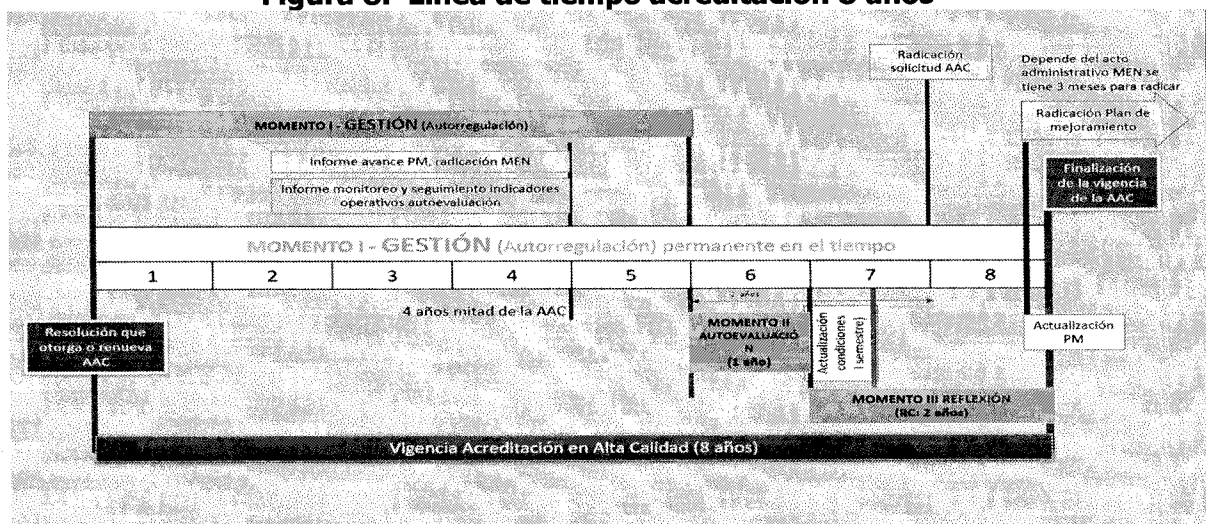 Figura 8. Línea de tiempo acreditación 8 años
Radicación
solicitud AAC
Depende del acto
administrativo MEN se
tiene 3 meses para radicar
Radicación Plan de
mejoramiento
MOMENTO I - GESTIÓN (Autorregulación)
Informe avance PM, radicación MEN
Informe monitoreo y seguimiento indicadores
operativos autoevaluación
Finalización
de la vigencia
de la AAC
MOMENTO I - GESTIÓN (Autorregulación) permanente en el tiempo
1 2 3 4 5 6 7 8
4 años mitad de la AAC
2 años
Resolución que
otorga o renueva
AAC
MOMENTO II
AUTOEVALUACIÓ
N
(1 año)
Actualización
condiciones
I semestre)
Actualización
PM
MOMENTO III REFLEXIÓN
(RC: 2 años)
Vigencia Acreditación en Alta Calidad (8 años)